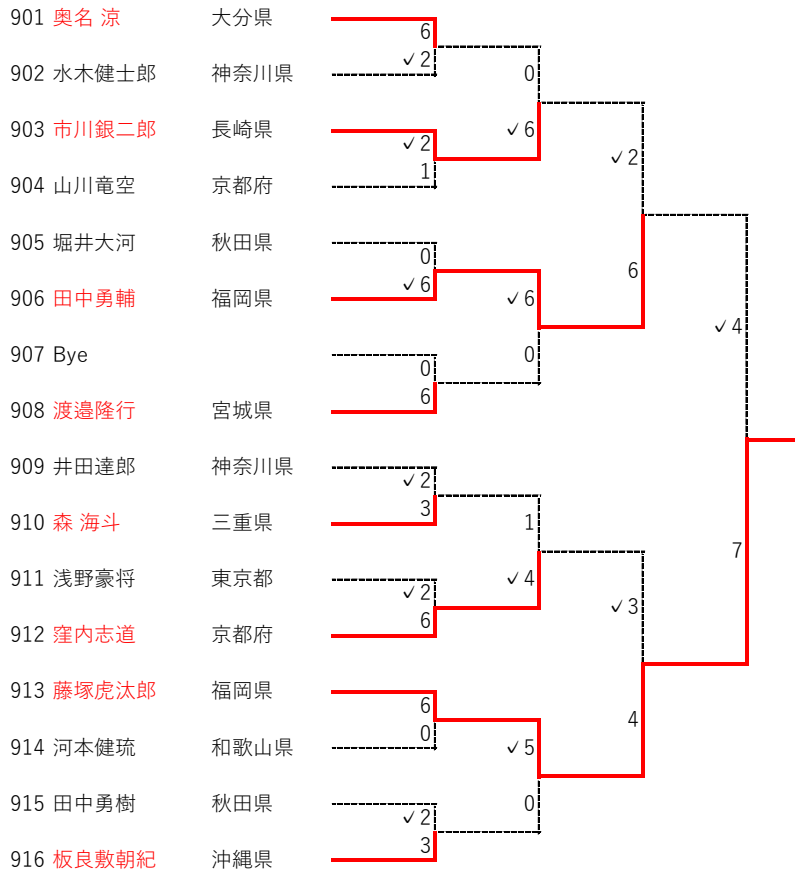 901 奥名 涼 大分県
6
✓2
902 水木健士郎 神奈川県
0
903 市川銀二郎 長崎県
✓6
✓2
1
✓2
904 山川竜空 京都府
905 堀井大河 秋田県
0
6
✓6
906 田中勇輔 福岡県
✓6
✓4
907 Bye
0
0
6
908 渡邉隆行 宮城県
909 井田達郎 神奈川県
✓2
3
910 森 海斗 三重県
1
7
911 浅野豪将 東京都
✓4
✓2
✓3
6
912 窪内志道 京都府
913 藤塚虎汰郎 福岡県
6
4
0
914 河本健琉 和歌山県
✓5
915 田中勇樹 秋田県
0
✓2
3
916 板良敷朝紀 沖縄県